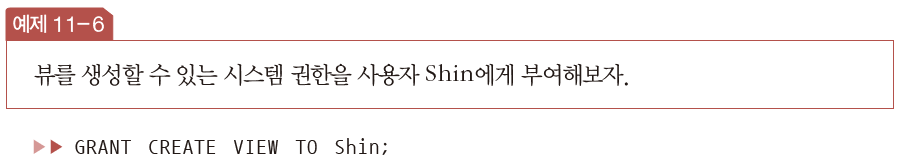 예제 11-6
뷰를 생성할 수 있는 시스템 권한을 사용자 Shin에게 부여해보자.
GRANT CREATE VIEW TO Shin;